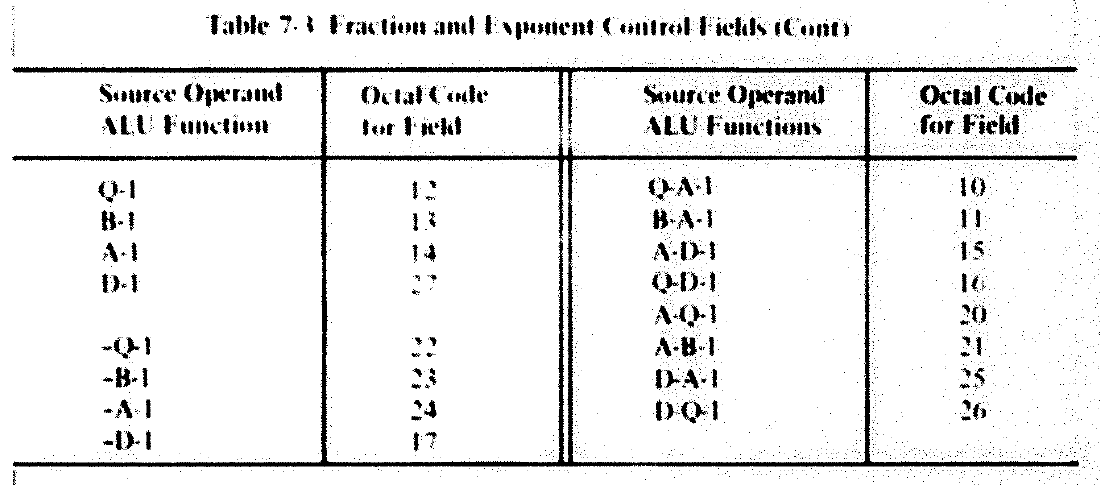 Table 7-3 Fraction and Exponent Control Fields (Cont)
Source Operand ALU Function | Octal Code for Field | Source Operand ALU Functions | Octal Code for Field
Q-1 12 Q-A-1 10
B-1 13 B-A-1 11
A-1 14 A-D-1 15
D-1 27 Q-D-1 16
A-Q-1 20
-Q-1 22 A-B-1 21
-B-1 23 D-A-1 25
-A-1 24 D-Q-1 26
-D-1 17